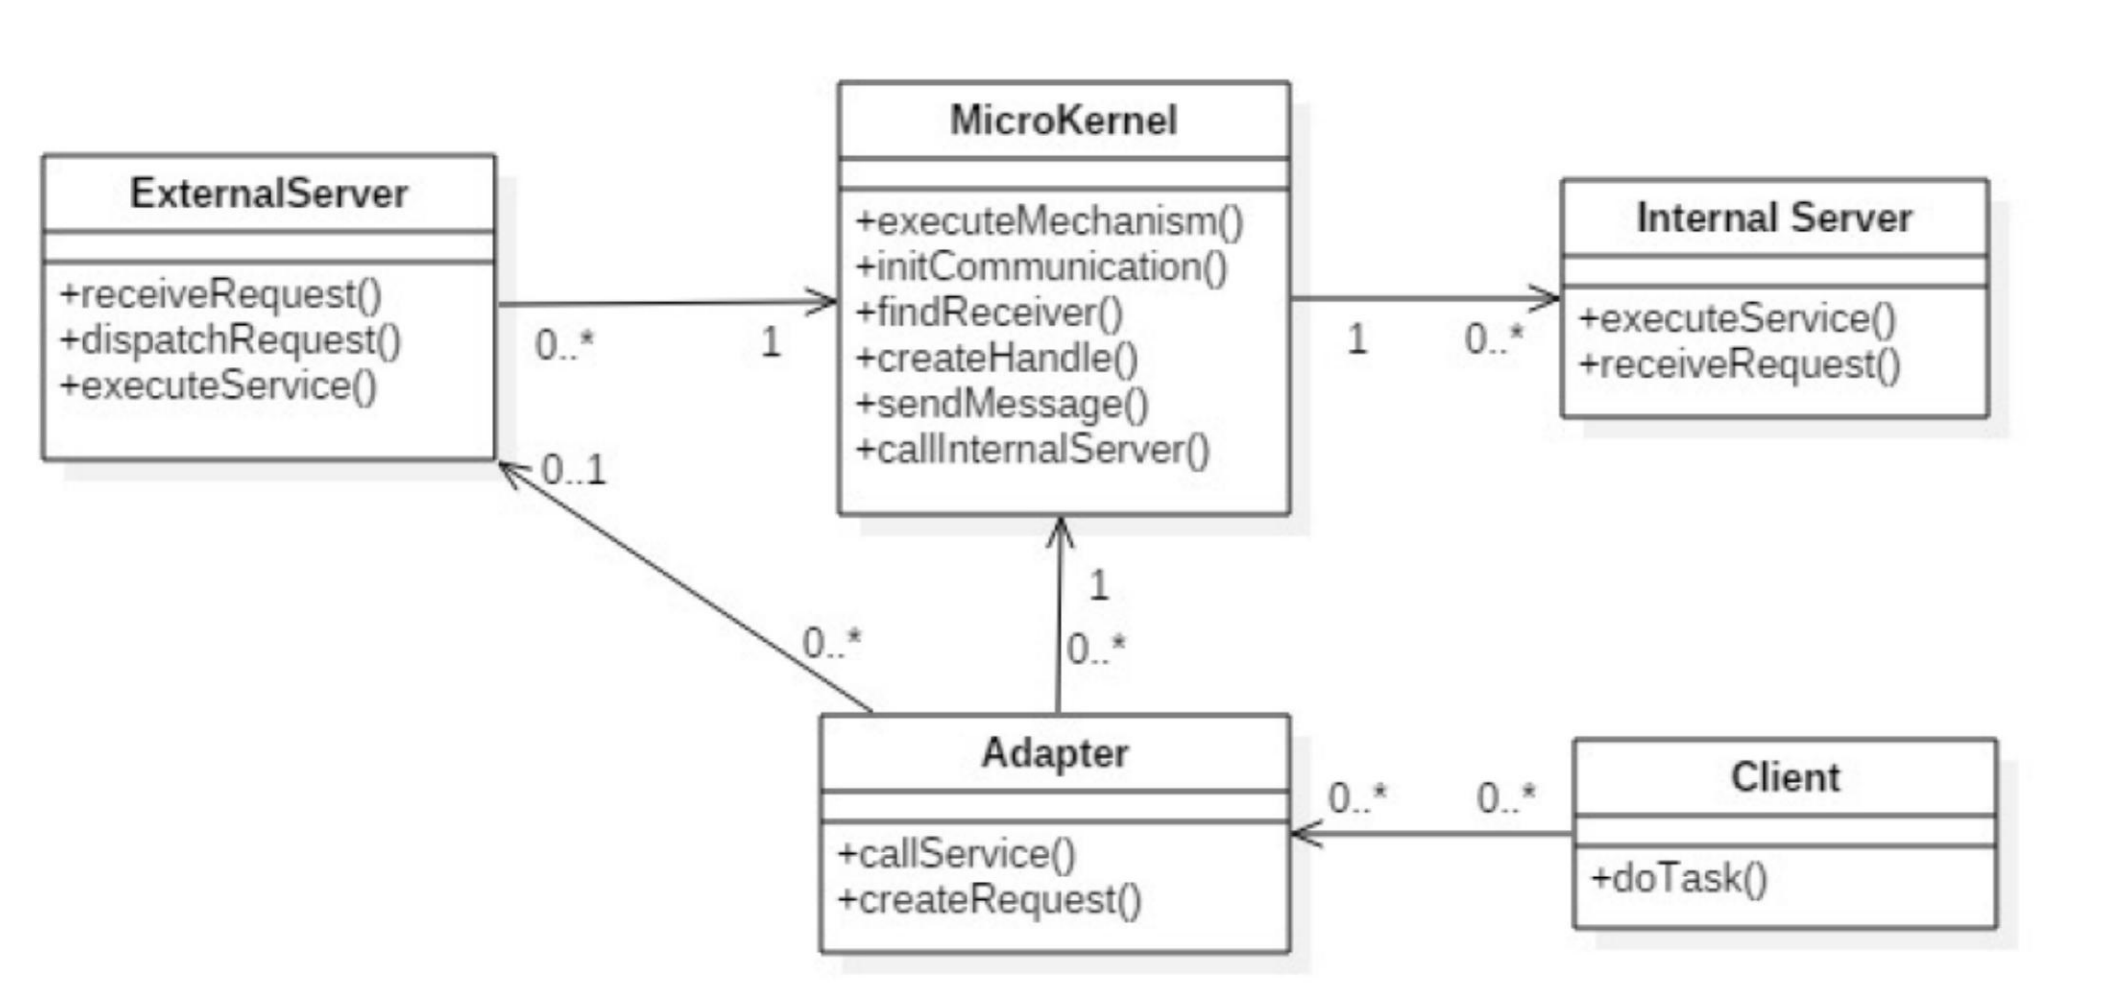 MicroKernel
+executeMechanism()
+initCommunication()
+findReceiver()
+createHandle()
+sendMessage()
+callInternalServer()
ExternalServer
+receiveRequest()
+dispatchRequest()
+executeService()
Internal Server
+executeService()
+receiveRequest()
0..*
1
1
0..*
0..1
0..*
1
0..*
Adapter
+callService()
+createRequest()
0..*
0..*
Client
+doTask()